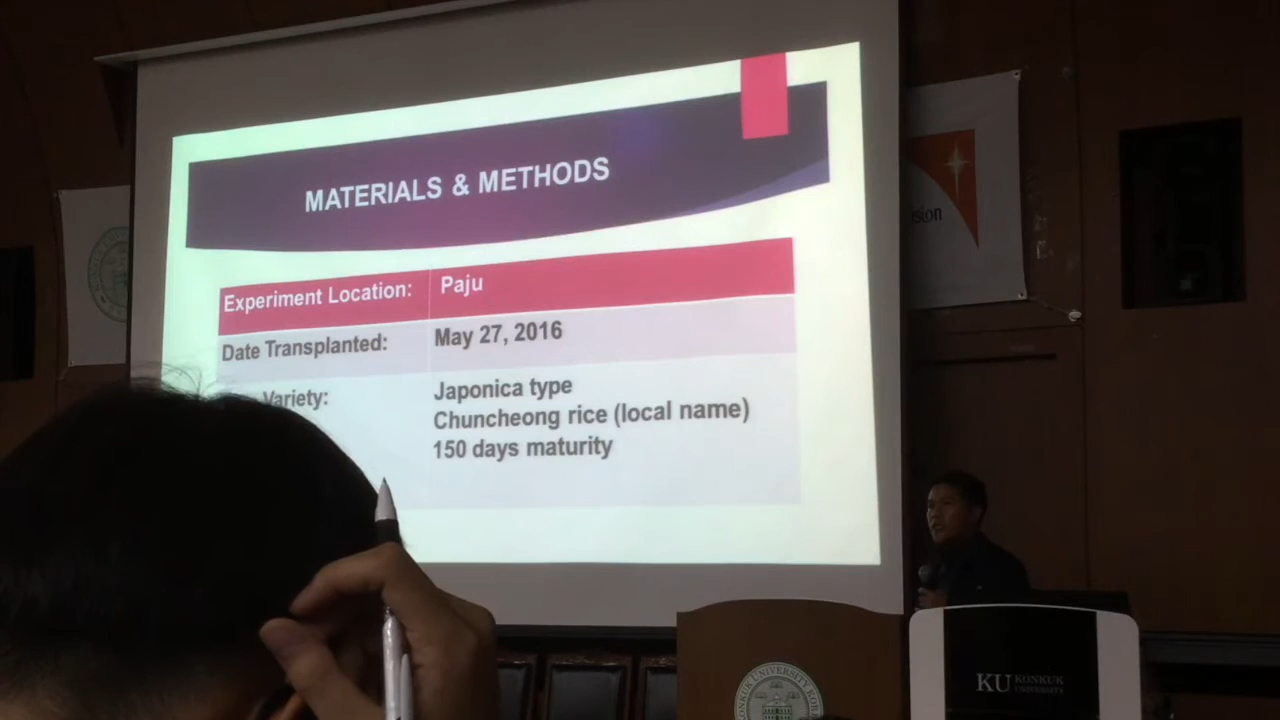 MATERIALS & METHODS
Experiment Location: Paju
Date Transplanted: May 27, 2016
Variety: Japonica type
Chuncheong rice (local name)
150 days maturity
KU KONKUK
UNIVERSITY